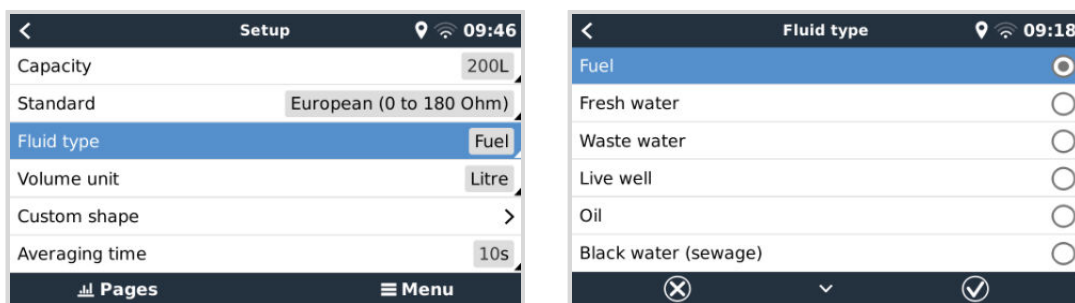 Setup 09:46
Capacity 200L
Standard European (0 to 180 Ohm)
Fluid type Fuel
Volume unit Litre
Custom shape
Averaging time 10s
Pages Menu
Fluid type 09:18
Fuel
Fresh water
Waste water
Live well
Oil
Black water (sewage)